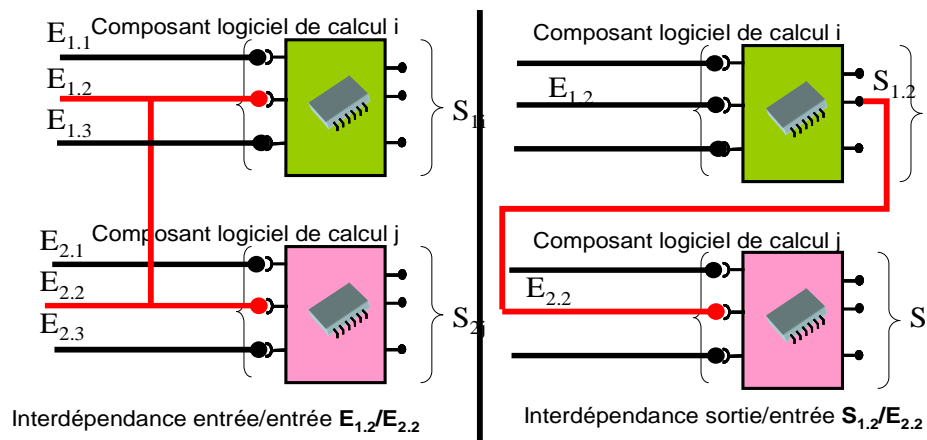 Composant logiciel de calcul i
E1.1
E1.2
E1.3
S1i
Composant logiciel de calcul j
E2.1
E2.2
E2.3
S2j
Interdépendance entrée/entrée E1.2/E2.2
Composant logiciel de calcul i
E1.2
S1.2
Composant logiciel de calcul j
E2.2
S
Interdépendance sortie/entrée S1.2/E2.2